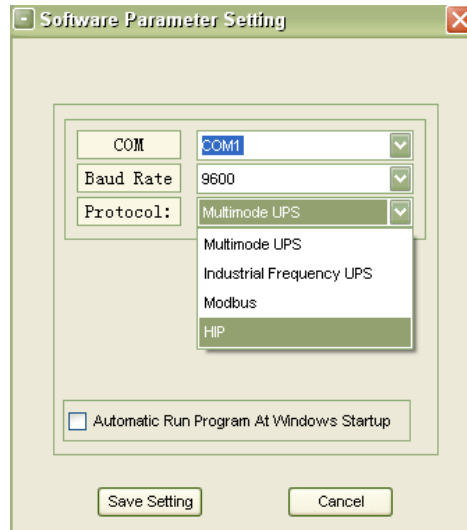 Software Parameter Setting
COM COM1
Baud Rate 9600
Protocol: Multimode UPS
Multimode UPS
Industrial Frequency UPS
Modbus
HIP
Automatic Run Program At Windows Startup
Save Setting Cancel